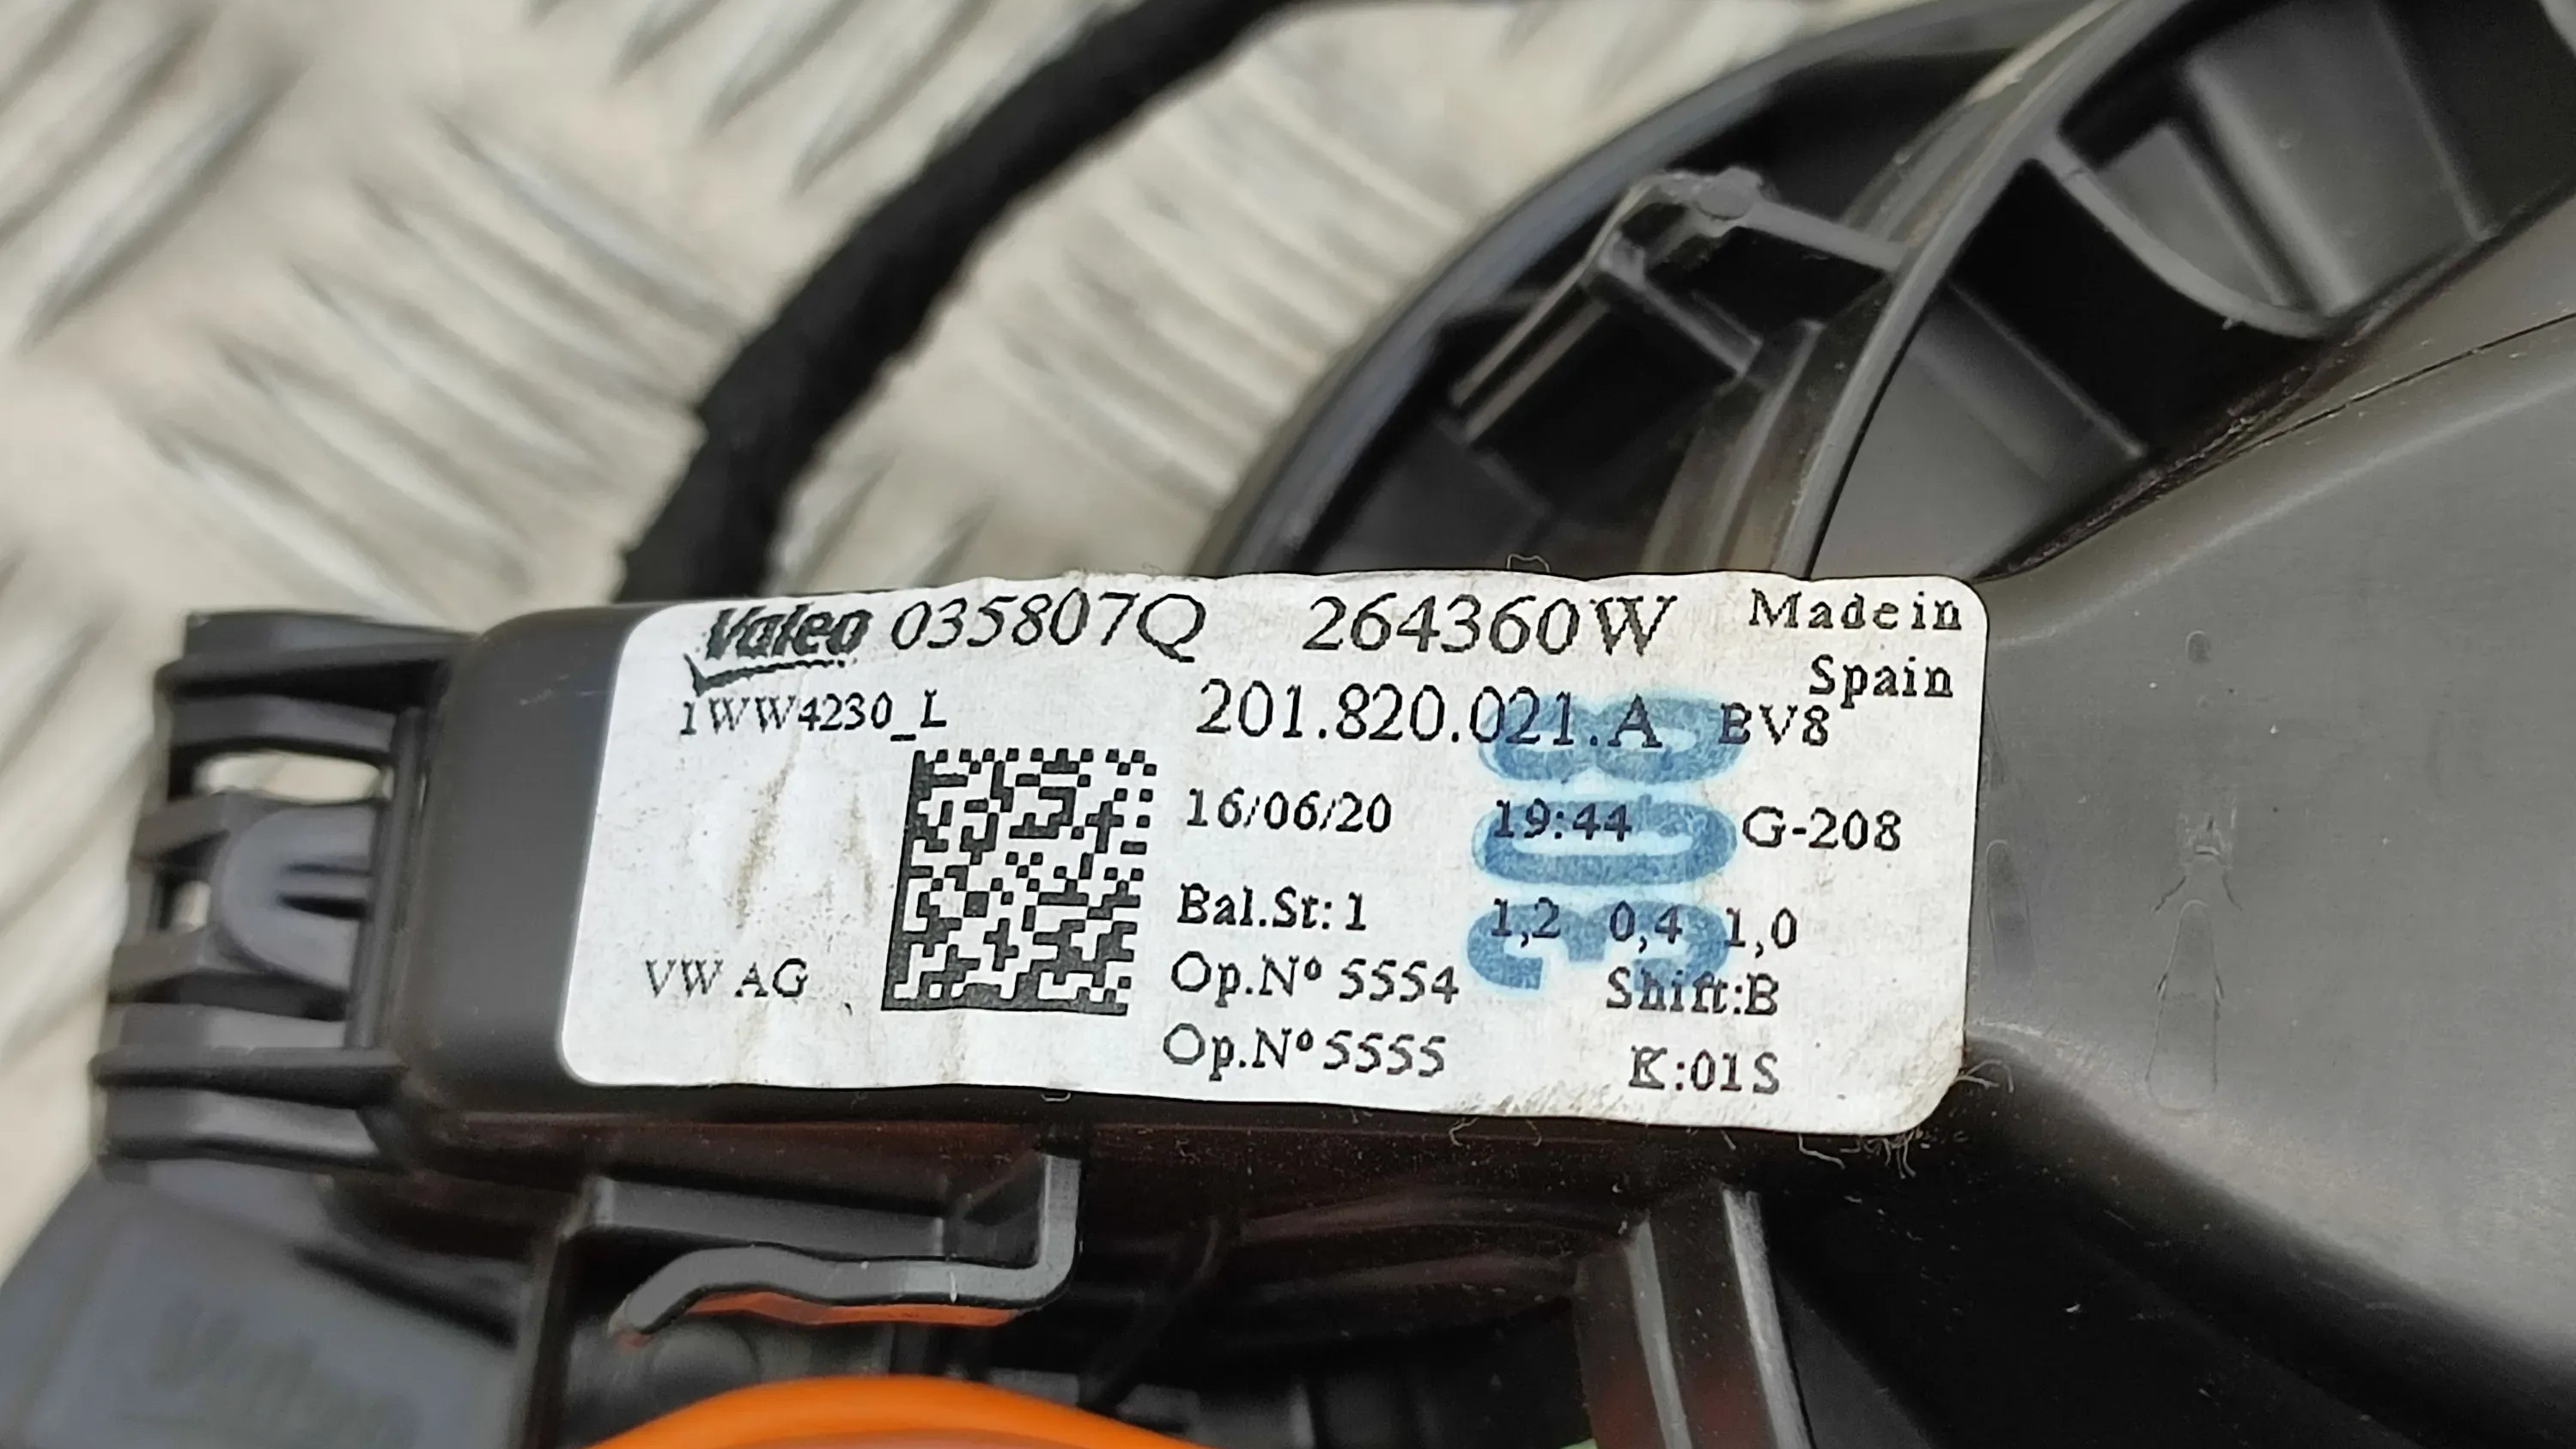 Valeo 035807Q 264360W Made in Spain
1WW4230_L 201.820.021.A BV8
16/06/20 19:44 G-208
Bal.St: 1 1,2 0,4 1,0
VW AG Op.Nº 5554 Shift:B
Op.Nº 5555 K:01S
308